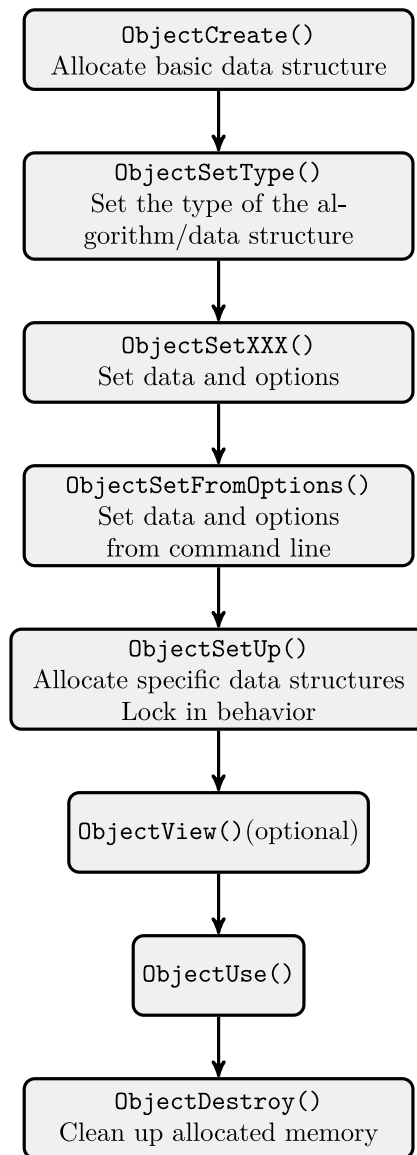 ObjectCreate()
Allocate basic data structure
ObjectSetType()
Set the type of the al-
gorithm/data structure
ObjectSetXXX()
Set data and options
ObjectSetFromOptions()
Set data and options
from command line
ObjectSetUp()
Allocate specific data structures
Lock in behavior
ObjectView()(optional)
ObjectUse()
ObjectDestroy()
Clean up allocated memory